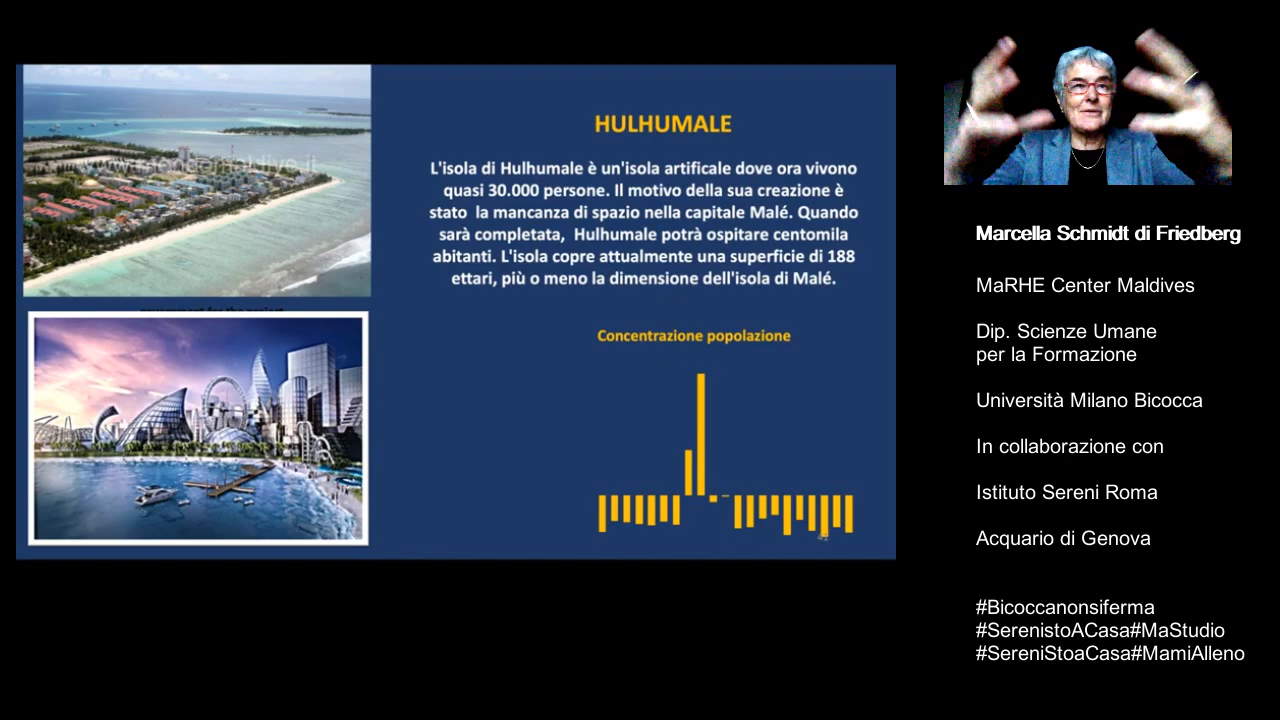 HULHUMALE
L'isola di Hulhumale è un'isola artificale dove ora vivono
quasi 30.000 persone. Il motivo della sua creazione è
stato la mancanza di spazio nella capitale Malé. Quando
sarà completata, Hulhumale potrà ospitare centomila
abitanti. L'isola copre attualmente una superficie di 188
ettari, più o meno la dimensione dell'isola di Malé.
Concentrazione popolazione
Marcella Schmidt di Friedberg
MaRHE Center Maldives
Dip. Scienze Umane
per la Formazione
Università Milano Bicocca
In collaborazione con
Istituto Sereni Roma
Acquario di Genova
#Bicoccanonsiferma
#SerenistoACasa#MaStudio
#SereniStoaCasa#MamiAlleno